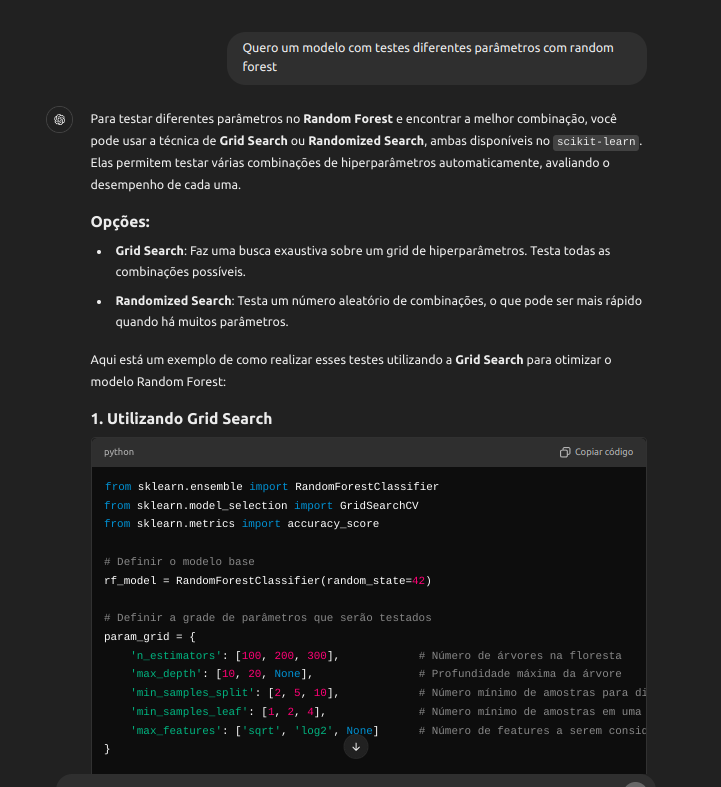 Quero um modelo com testes diferentes parâmetros com random
forest
Para testar diferentes parâmetros no Random Forest e encontrar a melhor combinação, você
pode usar a técnica de Grid Search ou Randomized Search, ambas disponíveis no scikit-learn.
Elas permitem testar várias combinações de hiperparâmetros automaticamente, avaliando o
desempenho de cada uma.
Opções:
• Grid Search: Faz uma busca exaustiva sobre um grid de hiperparâmetros. Testa todas as
combinações possíveis.
• Randomized Search: Testa um número aleatório de combinações, o que pode ser mais rápido
quando há muitos parâmetros.
Aqui está um exemplo de como realizar esses testes utilizando a Grid Search para otimizar o
modelo Random Forest:
1. Utilizando Grid Search
python Copiar código
from sklearn.ensemble import RandomForestClassifier
from sklearn.model_selection import GridSearchCV
from sklearn.metrics import accuracy_score
# Definir o modelo base
rf_model = RandomForestClassifier(random_state=42)
# Definir a grade de parâmetros que serão testados
param_grid = {
    'n_estimators': [100, 200, 300],            # Número de árvores na floresta
    'max_depth': [10, 20, None],                # Profundidade máxima da árvore
    'min_samples_split': [2, 5, 10],            # Número mínimo de amostras para di
    'min_samples_leaf': [1, 2, 4],              # Número mínimo de amostras em uma
    'max_features': ['sqrt', 'log2', None]      # Número de features a serem consid
}